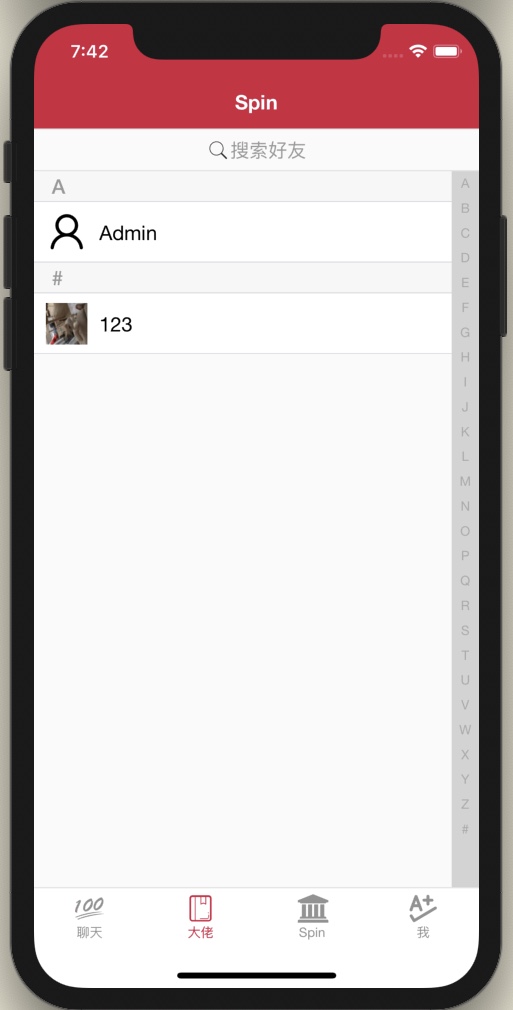 7:42
Spin
搜索好友
A
Admin
#
123
A
B
C
D
E
F
G
H
I
J
K
L
M
N
O
P
Q
R
S
T
U
V
W
X
Y
Z
#
100
聊天
大佬
Spin
A+
我